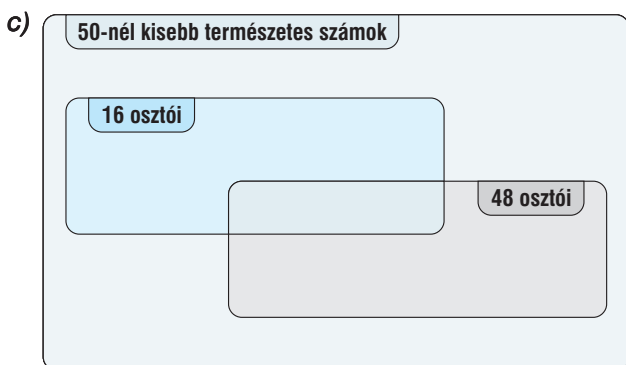 c)
50-nél kisebb természetes számok
16 osztói
48 osztói